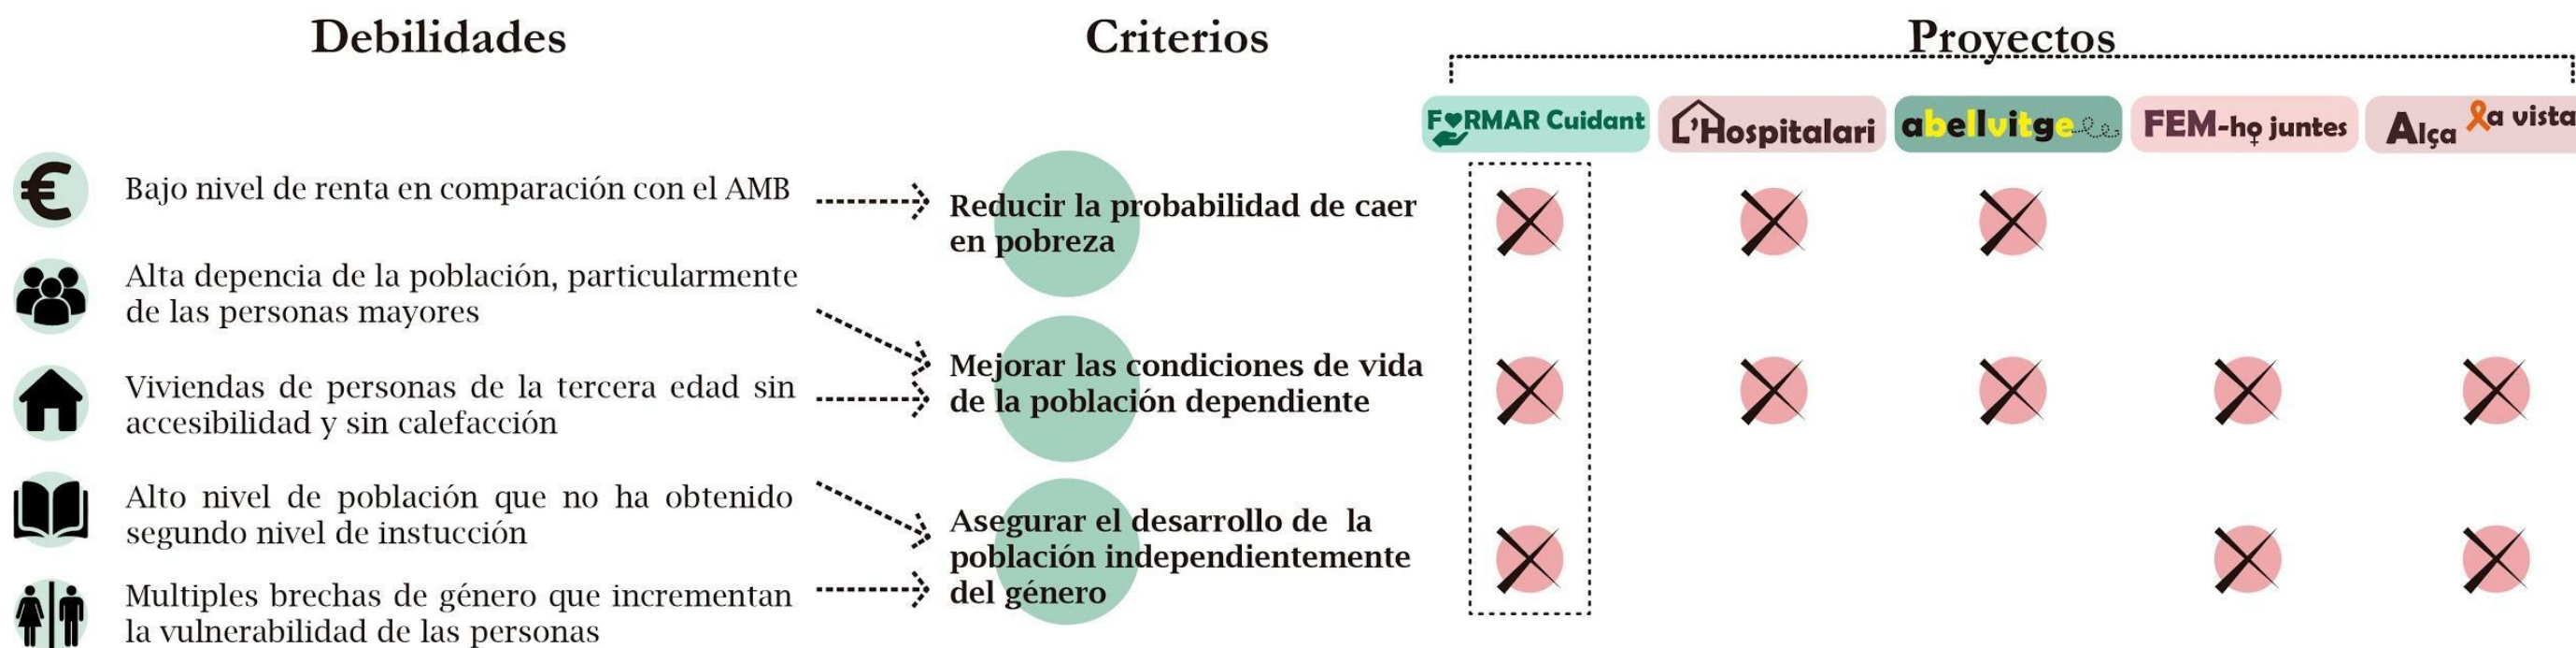 Debilidades
Criterios
Proyectos
FORMAR Cuidant
L'Hospitalari
abellvitge
FEM-ho juntes
Alça la vista
Bajo nivel de renta en comparación con el AMB
Reducir la probabilidad de caer
en pobreza
Alta depencia de la población, particularmente
de las personas mayores
Mejorar las condiciones de vida
de la población dependiente
Viviendas de personas de la tercera edad sin
accesibilidad y sin calefacción
Alto nivel de población que no ha obtenido
segundo nivel de instucción
Asegurar el desarrollo de la
población independientemente
del género
Multiples brechas de género que incrementan
la vulnerabilidad de las personas